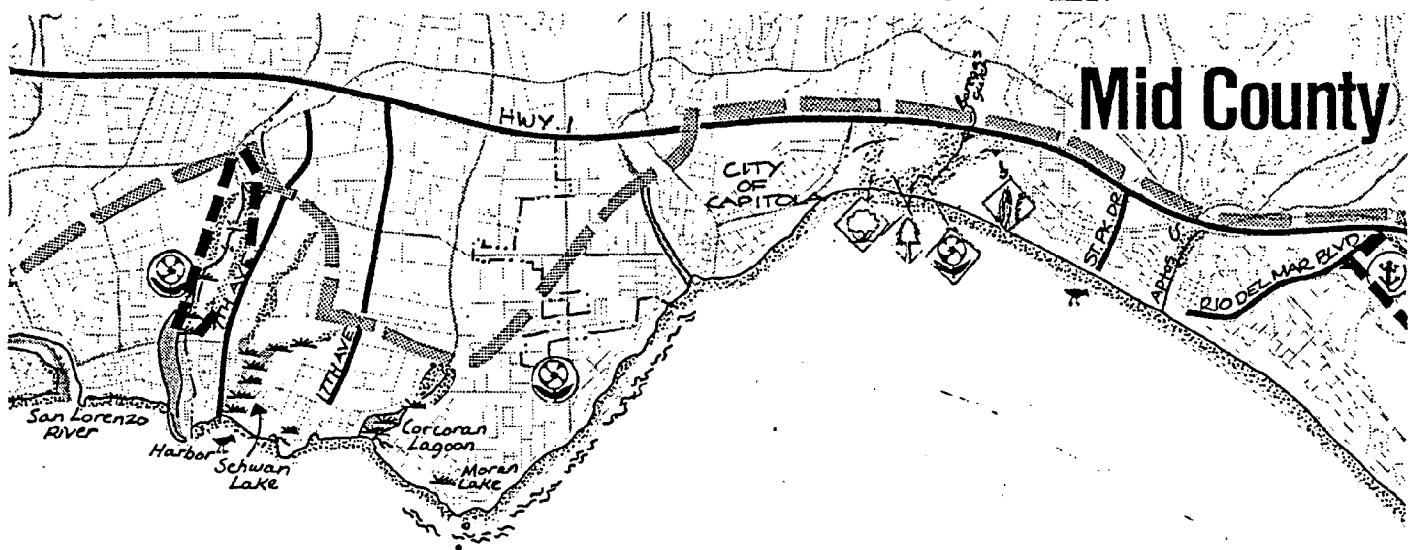 Mid County
HWY
CITY
OF
CAPITOLA
ST. PK. DR.
APTOS C
RIO DEL MAR BLVD
7TH AVE
17TH AVE
San Lorenzo
River
Harbor
Schwan
Lake
Corcoran
Lagoon
Moran
Lake